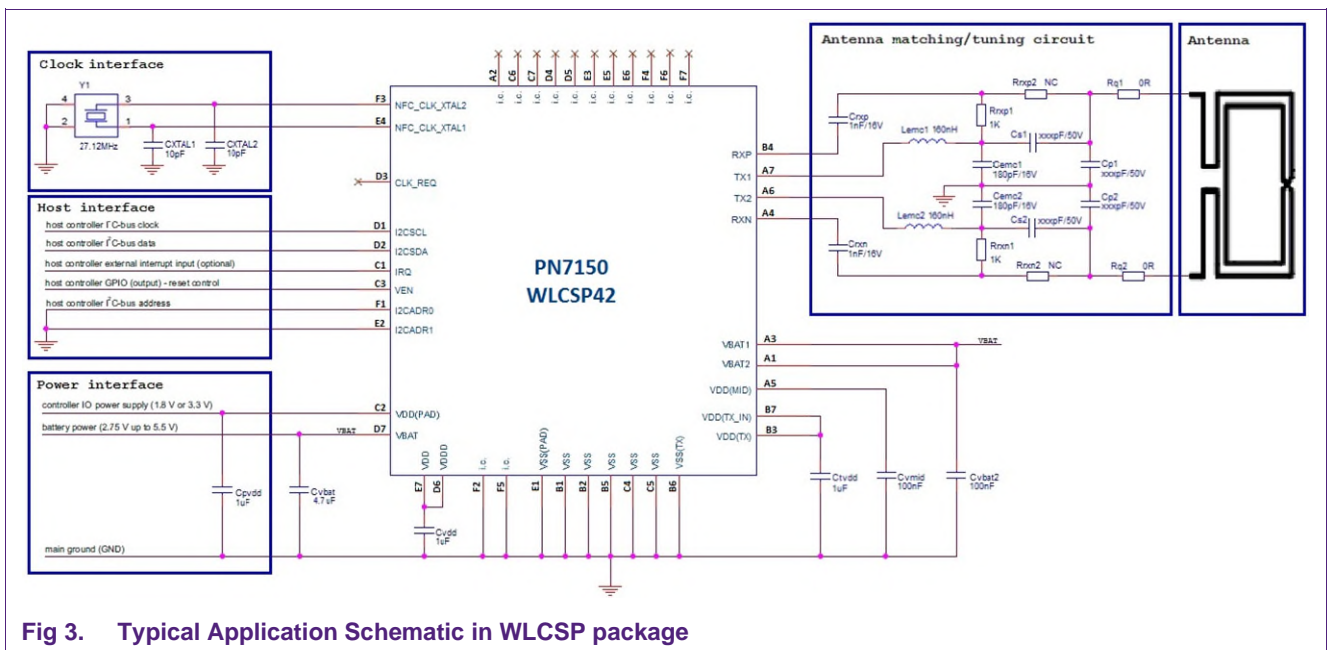 Clock interface
Y1
4
3
2
1
27.12MHz
CXTAL1
10pF
CXTAL2
10pF
Host interface
host controller I²C-bus clock
host controller I²C-bus data
host controller external interrupt input (optional)
host controller GPIO (output) - reset control
host controller I²C-bus address
Power interface
controller IO power supply (1.8 V or 3.3 V)
battery power (2.75 V up to 5.5 V)
VBAT
Cpvdd
1uF
Cvbat
4.7uF
main ground (GND)
A2 C6 C7 D4 D5 E3 E5 E6 F4 F6 F7
i.c. i.c. i.c. i.c. i.c. i.c. i.c. i.c. i.c. i.c. i.c.
F3 NFC_CLK_XTAL2
E4 NFC_CLK_XTAL1
D3 CLK_REQ
D1 I2CSCL
D2 I2CSDA
C1 IRQ
C3 VEN
F1 I2CADR0
E2 I2CADR1
C2 VDD(PAD)
D7 VBAT
PN7150
WLCSP42
RXP B4
TX1 A7
TX2 A6
RXN A4
VBAT1 A3
VBAT2 A1
VDD(MID) A5
VDD(TX_IN) B7
VDD(TX) B3
VDD VDDD i.c. i.c. VSS(PAD) VSS VSS VSS VSS VSS VSS(TX)
E7 D6 F2 F5 E1 B1 B2 B5 C4 C5 B6
Cvdd
1uF
VBAT
Ctvdd
1uF
Cvmid
100nF
Cvbat2
100nF
Antenna matching/tuning circuit
Crxp
1nF/16V
Lemc1 160nH
Rrxp1
1K
Rrxp2 NC
Rq1 0R
Cs1 xxxpF/50V
Cemc1
180pF/16V
Cp1
xxxpF/50V
Cemc2
180pF/16V
Cp2
xxxpF/50V
Lemc2 160nH
Cs2 xxxpF/50V
Crxn
1nF/16V
Rrxn1
1K
Rrxn2 NC
Rq2 0R
Antenna
Fig 3. Typical Application Schematic in WLCSP package